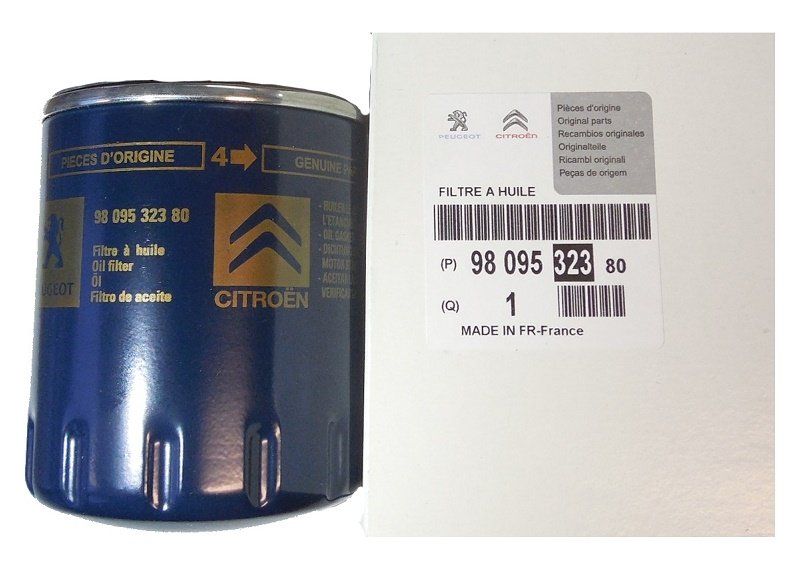 PIECES D'ORIGINE
4
GENUINE
98 095 323 80
Filtre à huile
Oil filter
Öl
Filtro de aceite
CITROËN
PEUGEOT
CITROËN
Pièces d'origine
Original parts
Recambios originales
Originalteile
Ricambi originali
Peças de origem
FILTRE A HUILE
(P) 98 095 323 80
(Q) 1
MADE IN FR-France